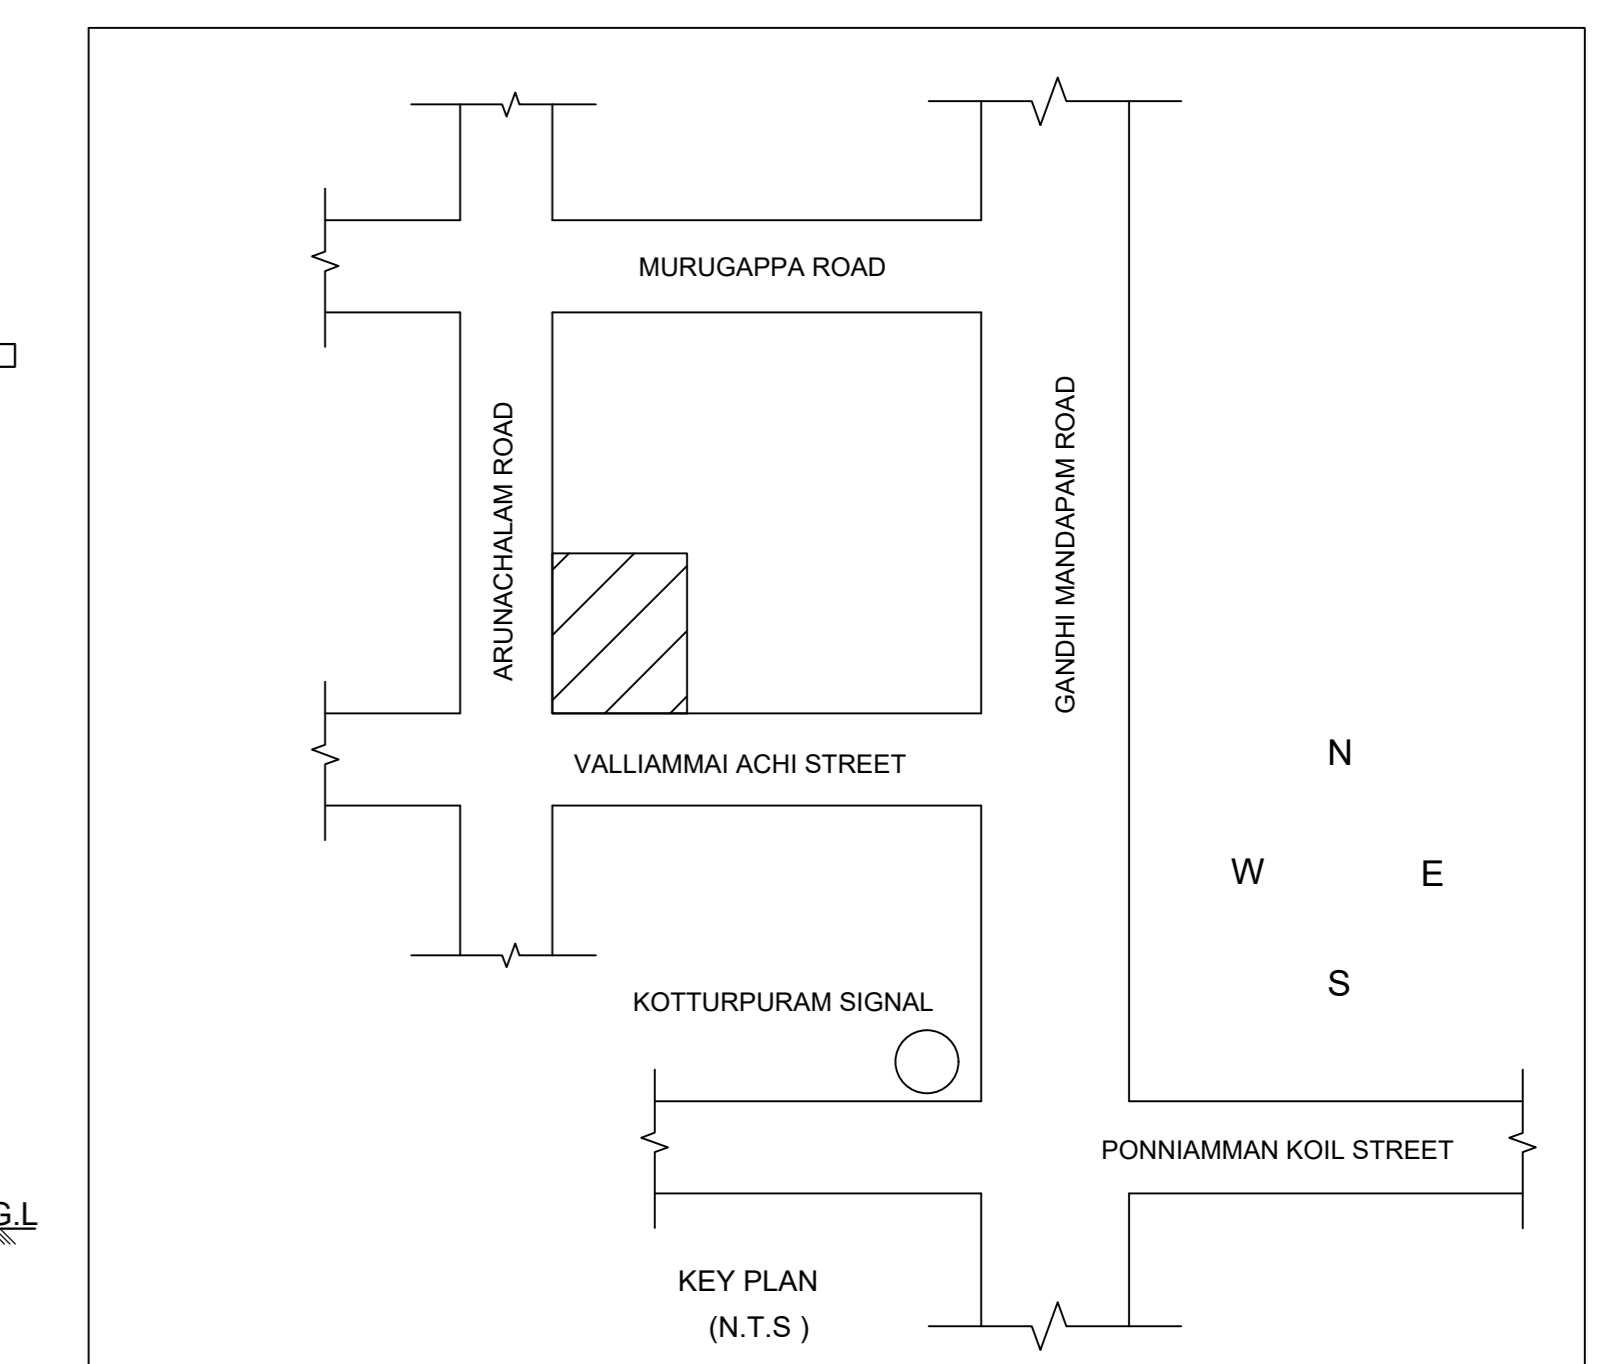 MURUGAPPA ROAD
ARUNACHALAM ROAD
GANDHI MANDAPAM ROAD
VALLIAMMAI ACHI STREET
N
W E
S
KOTTURPURAM SIGNAL
PONNIAMMAN KOIL STREET
G.L
KEY PLAN
(N.T.S )